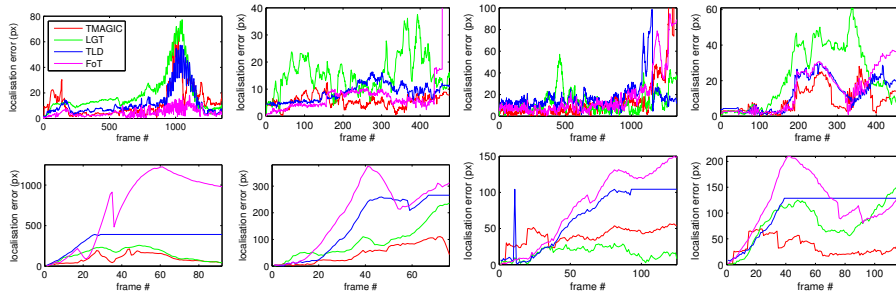 TMAGIC
LGT
TLD
FoT
localisation error (px)
80
60
40
20
0
0 500 1000
frame #
localisation error (px)
40
30
20
10
0
0 100 200 300 400
frame #
localisation error (px)
100
80
60
40
20
0
0 500 1000
frame #
localisation error (px)
60
40
20
0
0 100 200 300 400
frame #
localisation error (px)
1000
500
0
0 20 40 60 80
frame #
localisation error (px)
300
200
100
0
0 20 40 60
frame #
localisation error (px)
150
100
50
0
0 50 100
frame #
localisation error (px)
200
150
100
50
0
0 20 40 60 80
frame #